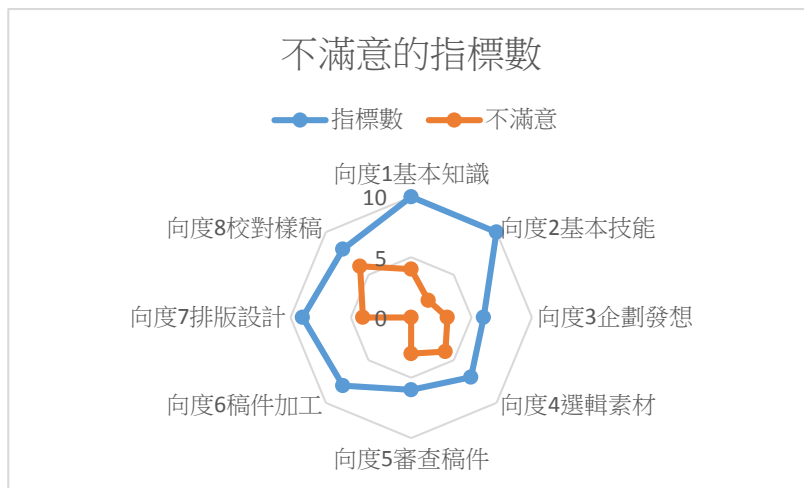 不滿意的指標數
指標數 不滿意
向度1基本知識
10
向度8校對樣稿 向度2基本技能
5
向度7排版設計 0 向度3企劃發想
向度6稿件加工 向度4選輯素材
向度5審查稿件